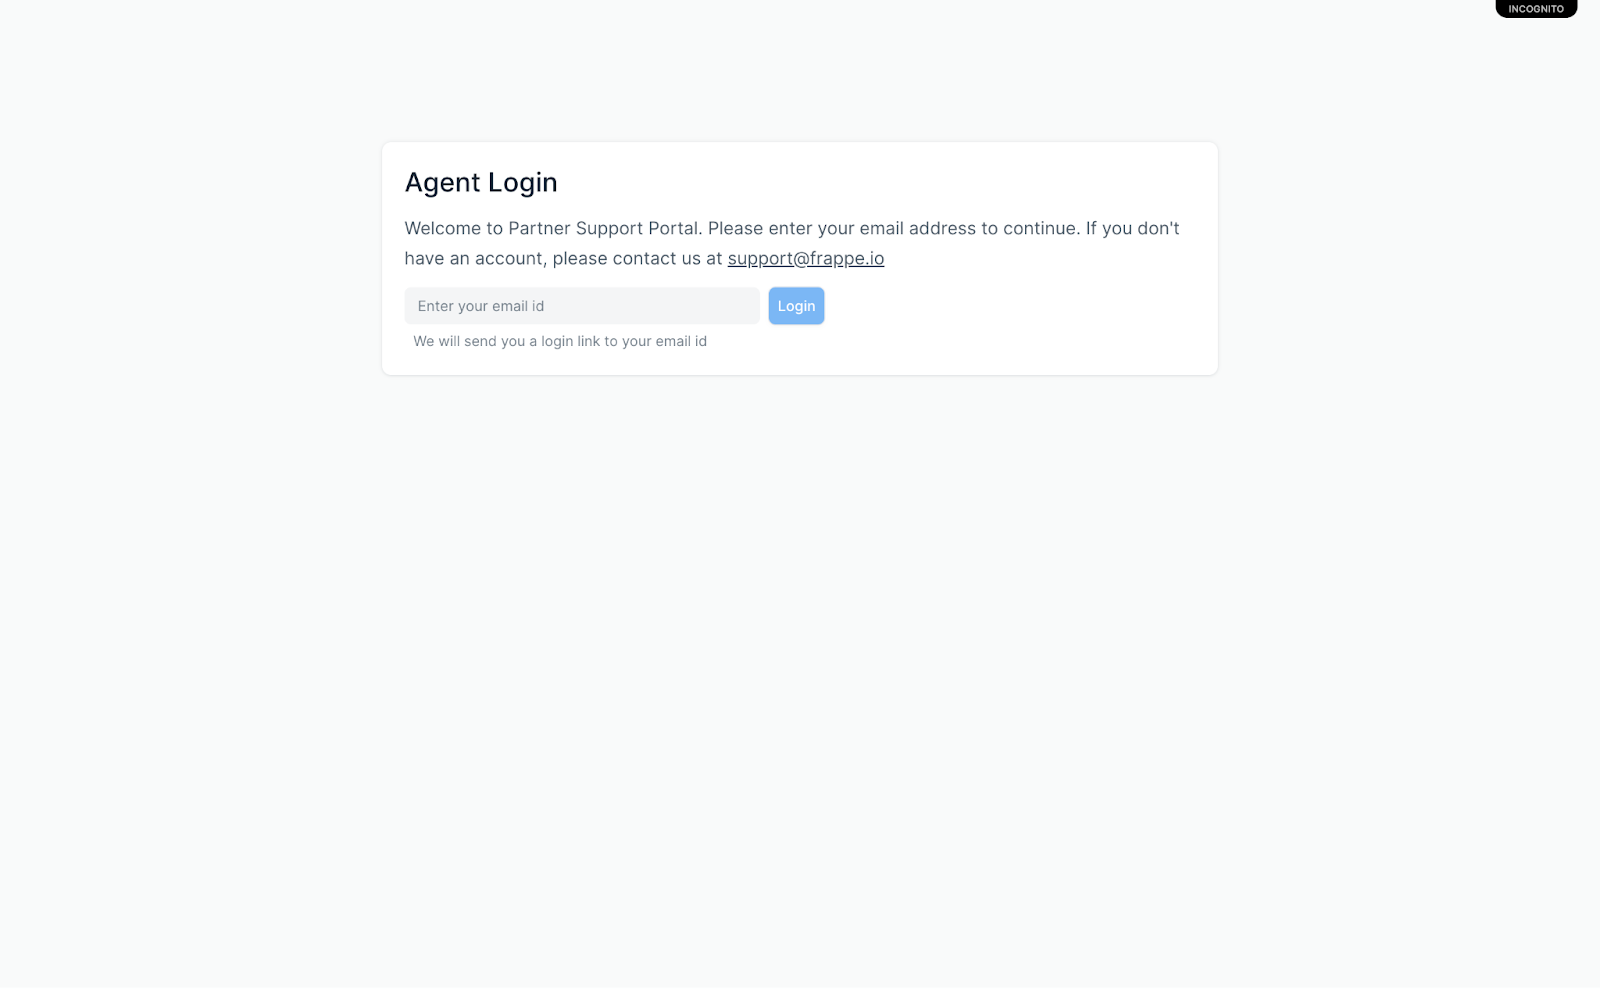 INCOGNITO
Agent Login
Welcome to Partner Support Portal. Please enter your email address to continue. If you don't
have an account, please contact us at support@frappe.io
Enter your email id
Login
We will send you a login link to your email id